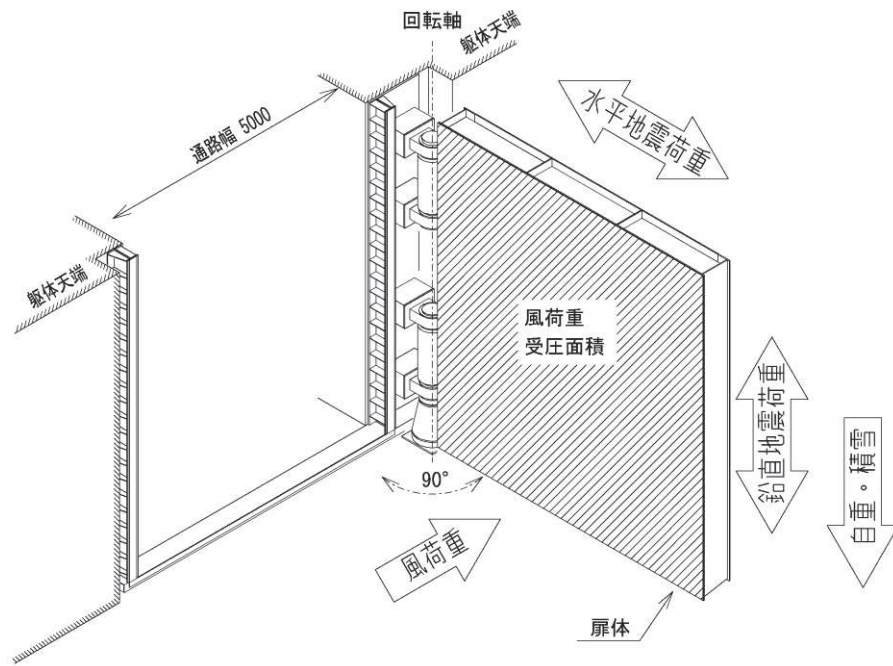 回転軸
躯体天端
通路幅 5000
水平地震荷重
躯体天端
風荷重
受圧面積
鉛直地震荷重
自重・積雪
90°
風荷重
扉体